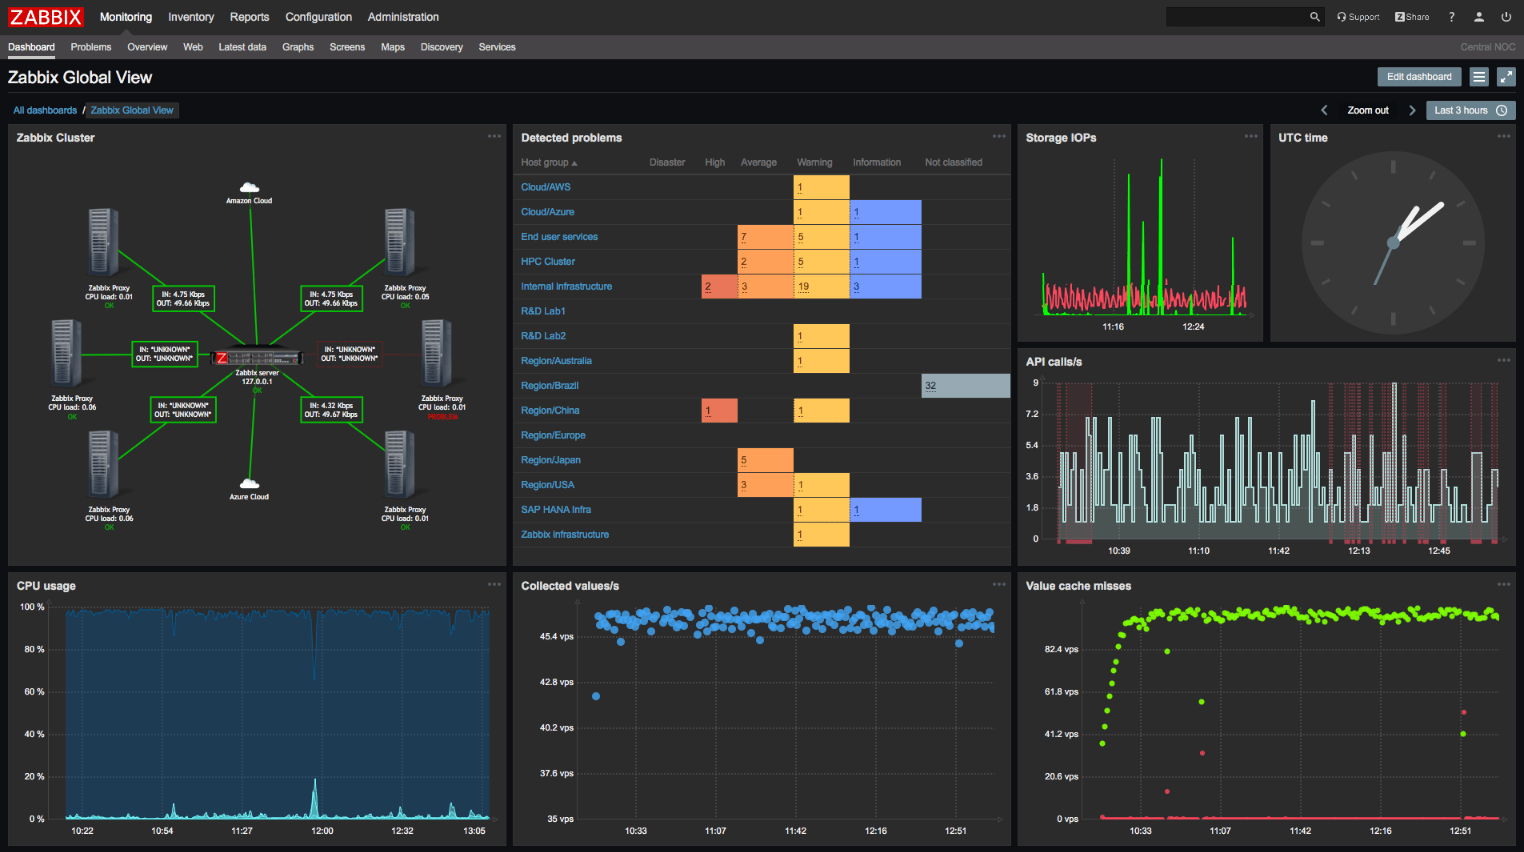 ZABBIX Monitoring Inventory Reports Configuration Administration Support Z Share ?
Dashboard Problems Overview Web Latest data Graphs Screens Maps Discovery Services Central NOC
Zabbix Global View Edit dashboard
All dashboards / Zabbix Global View Zoom out Last 3 hours
Zabbix Cluster
Amazon Cloud
Zabbix Proxy
CPU load: 0.01
OK
Zabbix Proxy
CPU load: 0.05
OK
IN: 4.75 Kbps
OUT: 49.66 Kbps
IN: 4.75 Kbps
OUT: 49.66 Kbps
IN: *UNKNOWN*
OUT: *UNKNOWN*
IN: *UNKNOWN*
OUT: *UNKNOWN*
Z
Zabbix server
127.0.0.1
OK
Zabbix Proxy
CPU load: 0.06
OK
Zabbix Proxy
CPU load: 0.01
PROBLEM
IN: *UNKNOWN*
OUT: *UNKNOWN*
IN: 4.32 Kbps
OUT: 49.67 Kbps
Azure Cloud
Zabbix Proxy
CPU load: 0.06
OK
Zabbix Proxy
CPU load: 0.01
OK
Detected problems
Host group Disaster High Average Warning Information Not classified
Cloud/AWS 1
Cloud/Azure 1 1
End user services 7 5 1
HPC Cluster 2 5 1
Internal infrastructure 2 3 19 3
R&D Lab1
R&D Lab2 1
Region/Australia 1
Region/Brazil 32
Region/China 1 1
Region/Europe
Region/Japan 5
Region/USA 3 1
SAP HANA Infra 1 1
Zabbix infrastructure 1
Storage IOPs
11:16 12:24
UTC time
API calls/s
9
7.2
5.4
3.6
1.8
0
10:39 11:10 11:42 12:13 12:45
CPU usage
100 %
80 %
60 %
40 %
20 %
0 %
10:22 10:54 11:27 12:00 12:32 13:05
Collected values/s
45.4 vps
42.8 vps
40.2 vps
37.6 vps
35 vps
10:33 11:07 11:42 12:16 12:51
Value cache misses
82.4 vps
61.8 vps
41.2 vps
20.6 vps
0 vps
10:33 11:07 11:42 12:16 12:51